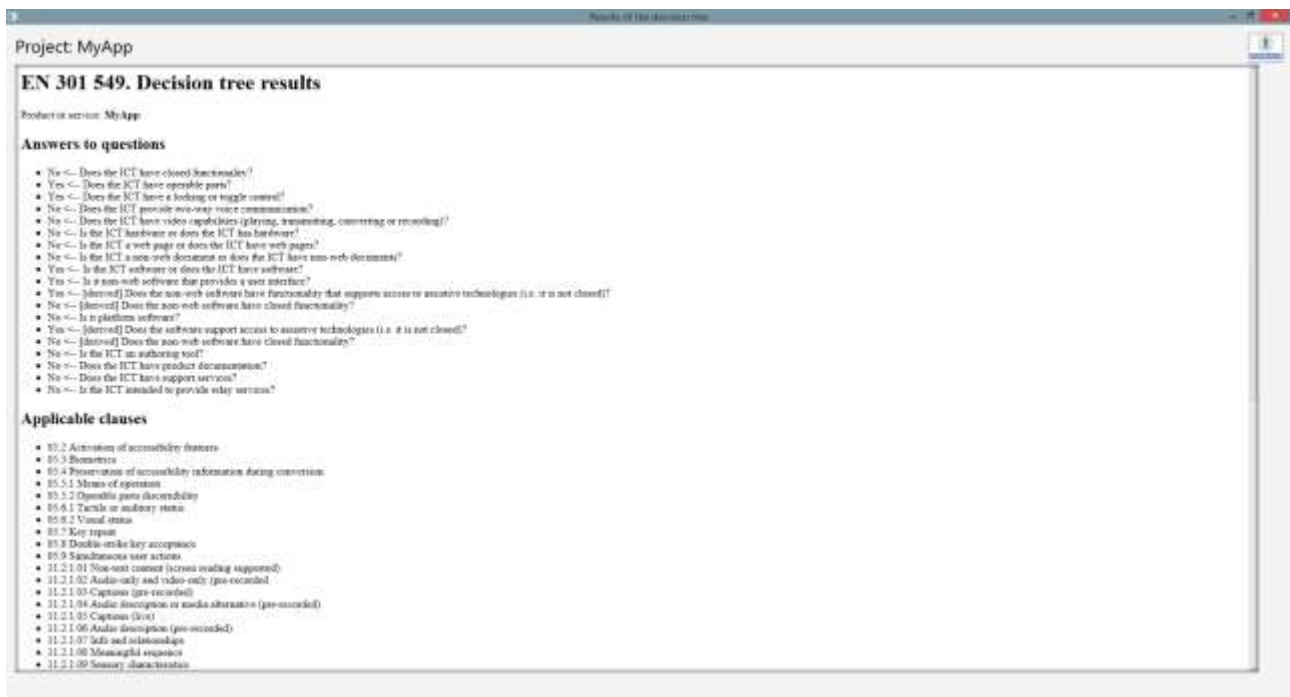 Results of the decision tree
Project: MyApp
EN 301 549. Decision tree results
Product or service: MyApp
Answers to questions
No <-- Does the ICT have closed functionality?
Yes <-- Does the ICT have operable parts?
Yes <-- Does the ICT have a locking or toggle control?
No <-- Does the ICT provide two-way voice communication?
No <-- Does the ICT have video capabilities (playing, transmitting, converting or recording)?
No <-- Is the ICT hardware or does the ICT has hardware?
No <-- Is the ICT a web page or does the ICT have web pages?
No <-- Is the ICT a non-web document or does the ICT have non-web documents?
Yes <-- Is the ICT software or does the ICT have software?
Yes <-- Is it non-web software that provides a user interface?
Yes <-- [derived] Does the non-web software have functionality that supports access to assistive technologies (i.e. it is not closed)?
No <-- [derived] Does the non-web software have closed functionality?
No <-- Is it platform software?
Yes <-- [derived] Does the software support access to assistive technologies (i.e. it is not closed)?
No <-- [derived] Does the non-web software have closed functionality?
No <-- Is the ICT an authoring tool?
No <-- Does the ICT have product documentation?
No <-- Does the ICT have support services?
No <-- Is the ICT intended to provide relay services?
Applicable clauses
05.2 Activation of accessibility features
05.3 Biometrics
05.4 Preservation of accessibility information during conversion
05.5.1 Means of operation
05.5.2 Operable parts discernibility
05.6.1 Tactile or auditory status
05.6.2 Visual status
05.7 Key repeat
05.8 Double-strike key acceptance
05.9 Simultaneous user actions
11.2.1.01 Non-text content (screen reading supported)
11.2.1.02 Audio-only and video-only (pre-recorded
11.2.1.03 Captions (pre-recorded)
11.2.1.04 Audio description or media alternative (pre-recorded)
11.2.1.05 Captions (live)
11.2.1.06 Audio description (pre-recorded)
11.2.1.07 Info and relationships
11.2.1.08 Meaningful sequence
11.2.1.09 Sensory characteristics